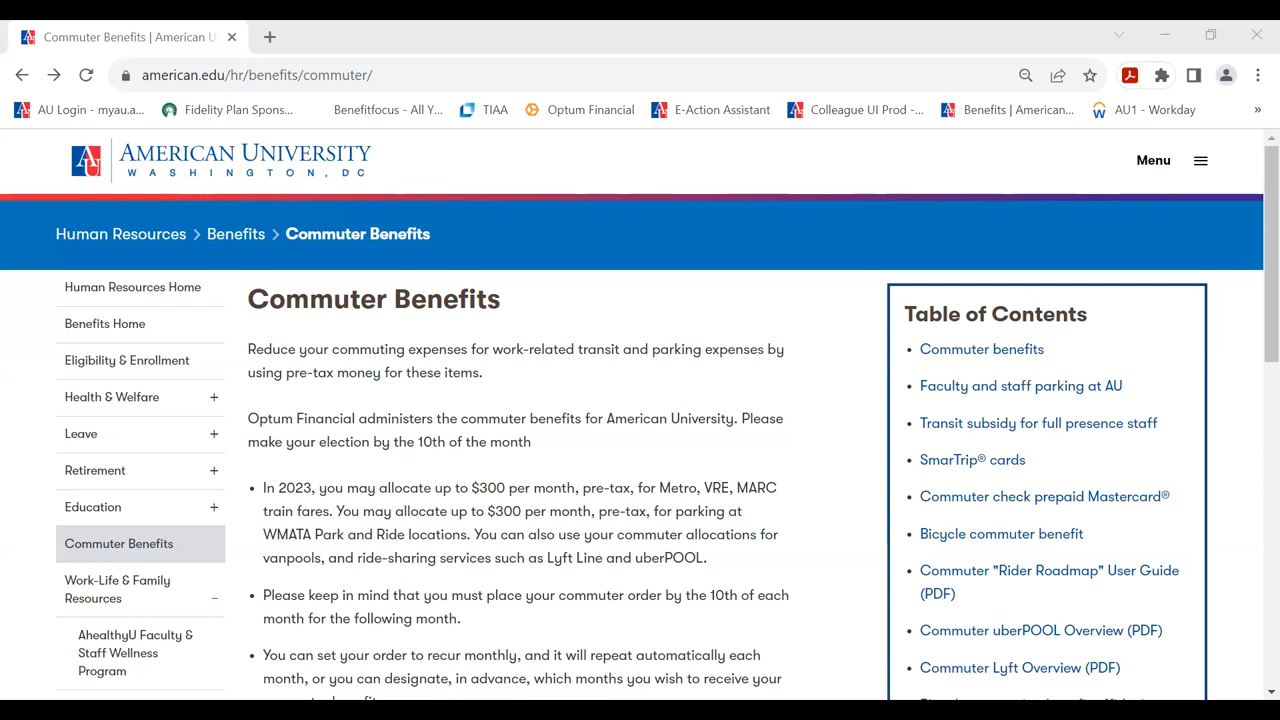 Commuter Benefits | American U
american.edu/hr/benefits/commuter/
AU Login - myau.a...
Fidelity Plan Spons...
Benefitfocus - All Y...
TIAA
Optum Financial
E-Action Assistant
Colleague UI Prod -...
Benefits | American...
AU1 - Workday
»
AU
AMERICAN UNIVERSITY
WASHINGTON, DC
Menu
Human Resources > Benefits > Commuter Benefits
Human Resources Home
Benefits Home
Eligibility & Enrollment
Health & Welfare +
Leave +
Retirement +
Education +
Commuter Benefits
Work-Life & Family
Resources −
AhealthyU Faculty &
Staff Wellness
Program
Commuter Benefits
Reduce your commuting expenses for work-related transit and parking expenses by
using pre-tax money for these items.
Optum Financial administers the commuter benefits for American University. Please
make your election by the 10th of the month
• In 2023, you may allocate up to $300 per month, pre-tax, for Metro, VRE, MARC
train fares. You may allocate up to $300 per month, pre-tax, for parking at
WMATA Park and Ride locations. You can also use your commuter allocations for
vanpools, and ride-sharing services such as Lyft Line and uberPOOL.
• Please keep in mind that you must place your commuter order by the 10th of each
month for the following month.
• You can set your order to recur monthly, and it will repeat automatically each
month, or you can designate, in advance, which months you wish to receive your
Table of Contents
• Commuter benefits
• Faculty and staff parking at AU
• Transit subsidy for full presence staff
• SmarTrip® cards
• Commuter check prepaid Mastercard®
• Bicycle commuter benefit
• Commuter "Rider Roadmap" User Guide
(PDF)
• Commuter uberPOOL Overview (PDF)
• Commuter Lyft Overview (PDF)